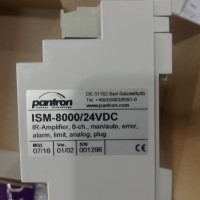 pantron
DE-31162 Bad Salzdetfurth
ISM-8000/24VDC
IR-Amplifier, 8-ch., man/auto, error,
alarm, limit, analog, plug
Mfd. Ver. S/N
07/16 01/02 001296